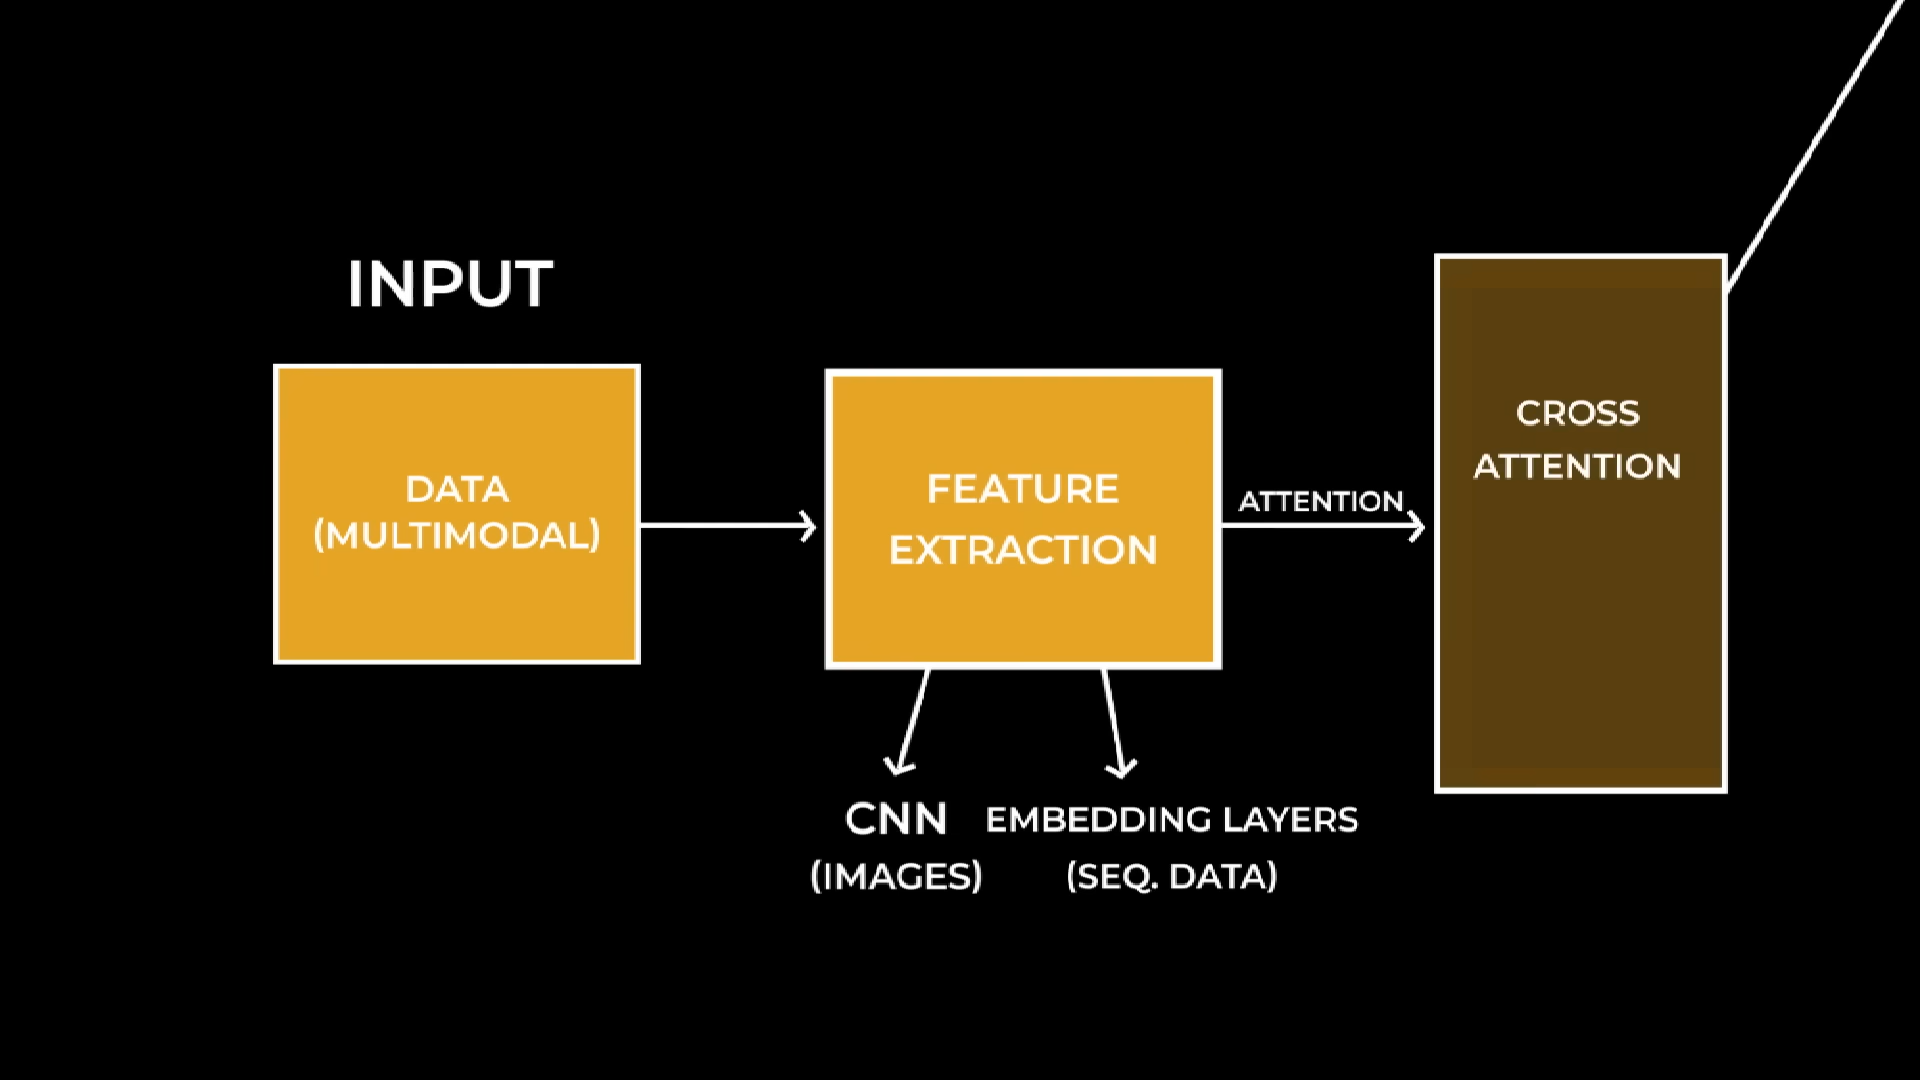 INPUT
DATA
(MULTIMODAL)
FEATURE
EXTRACTION
ATTENTION
CROSS
ATTENTION
CNN
(IMAGES)
EMBEDDING LAYERS
(SEQ. DATA)